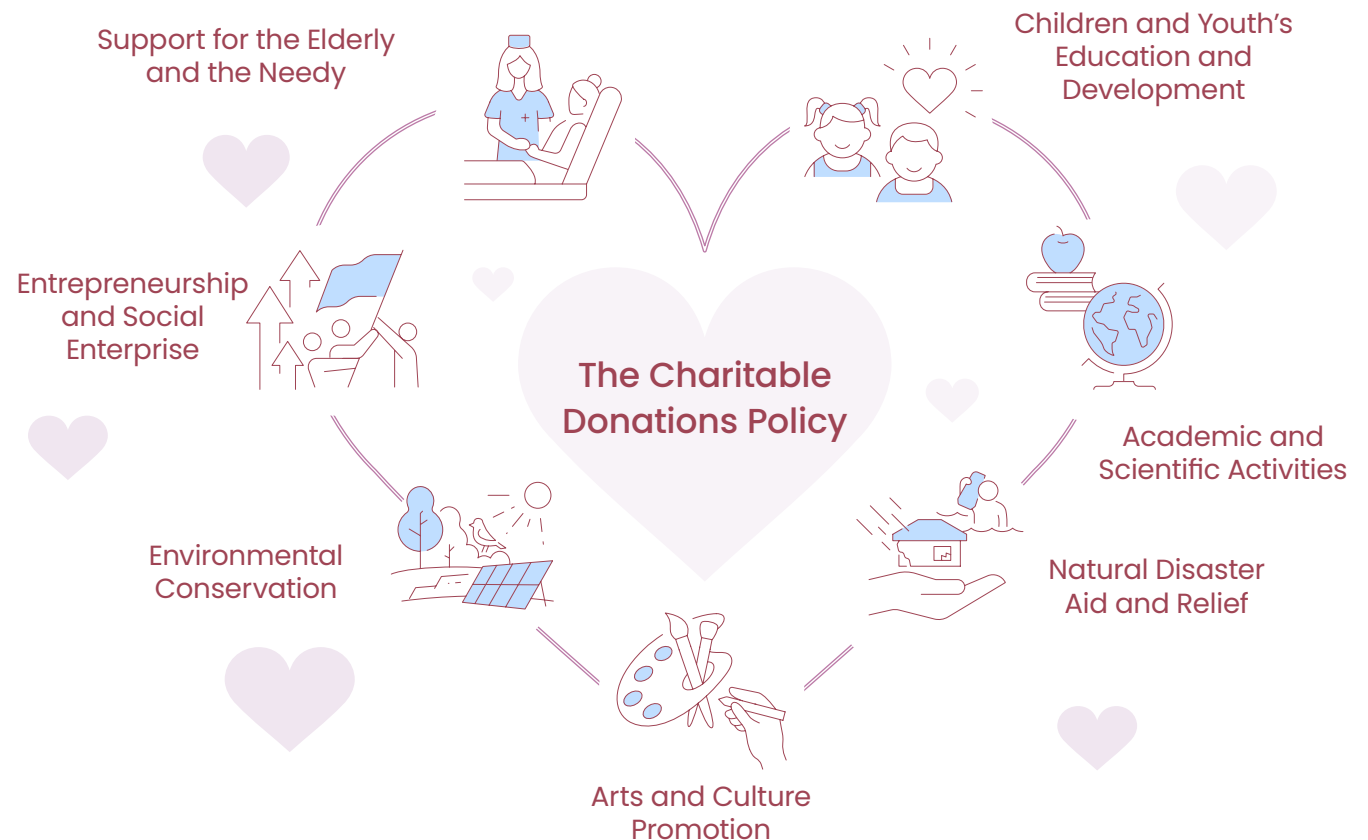 Support for the Elderly
and the Needy
Children and Youth’s
Education and
Development
Entrepreneurship
and Social
Enterprise
The Charitable
Donations Policy
Academic and
Scientific Activities
Environmental
Conservation
Natural Disaster
Aid and Relief
Arts and Culture
Promotion